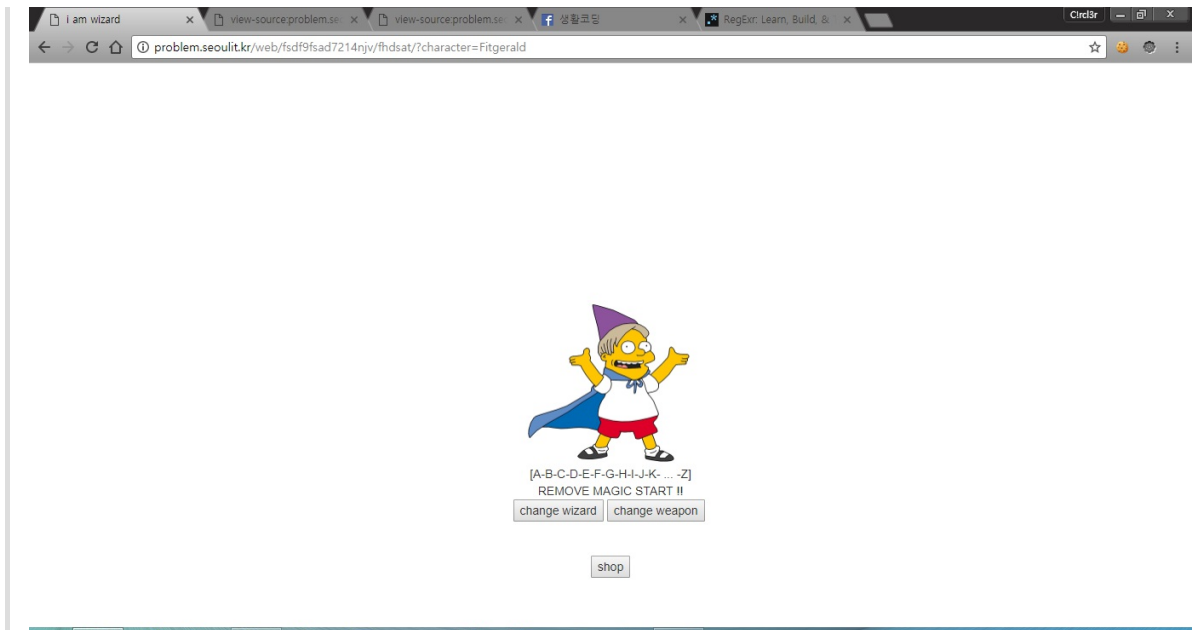 i am wizard
view-source:problem.se
view-source:problem.se
생활코딩
RegExr: Learn, Build, &
C!rcl3r
problem.seoulit.kr/web/fsdf9fsad7214njv/fhdsat/?character=Fitgerald
[A-B-C-D-E-F-G-H-I-J-K- ... -Z]
REMOVE MAGIC START !!
change wizard change weapon
shop